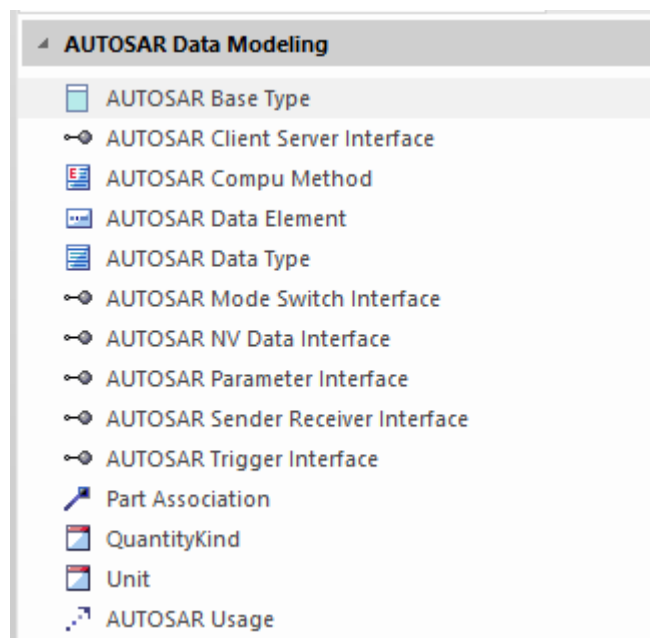 AUTOSAR Data Modeling
AUTOSAR Base Type
AUTOSAR Client Server Interface
AUTOSAR Compu Method
AUTOSAR Data Element
AUTOSAR Data Type
AUTOSAR Mode Switch Interface
AUTOSAR NV Data Interface
AUTOSAR Parameter Interface
AUTOSAR Sender Receiver Interface
AUTOSAR Trigger Interface
Part Association
QuantityKind
Unit
AUTOSAR Usage